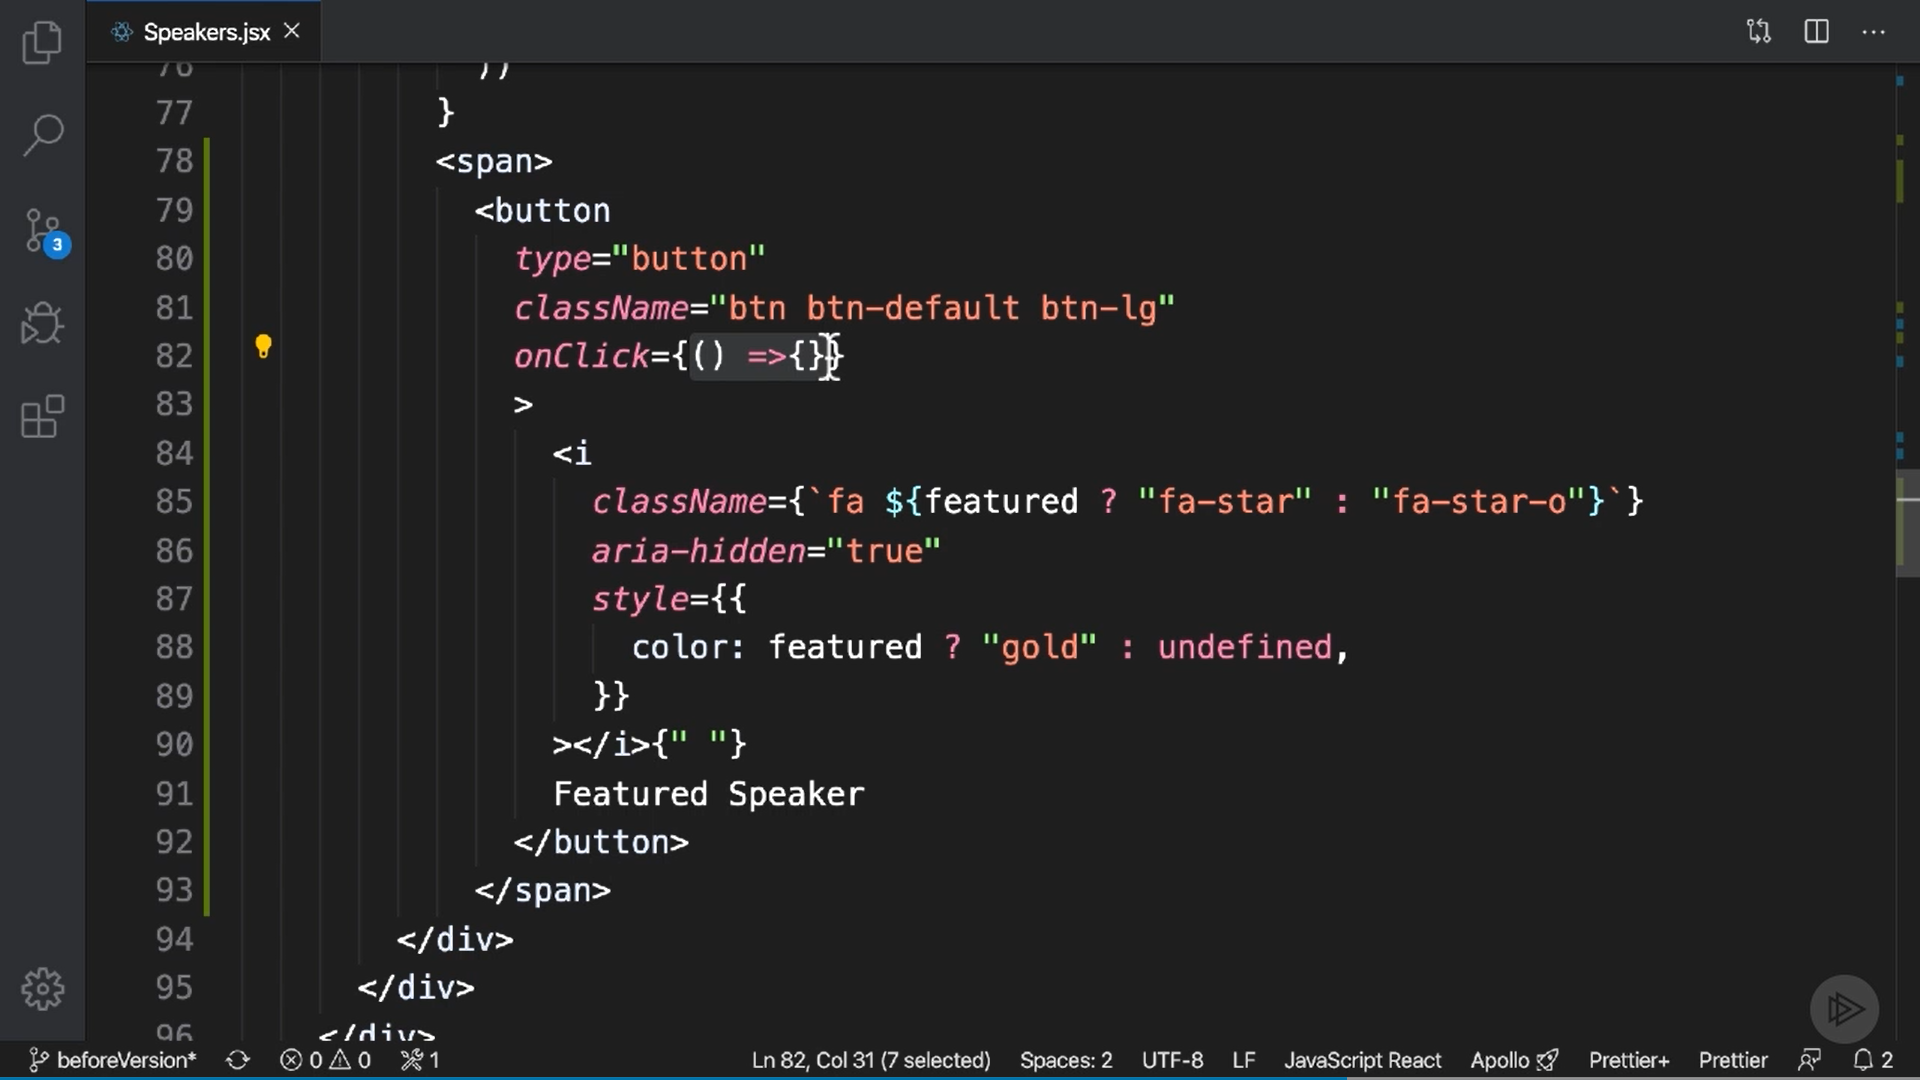 Speakers.jsx
76 ))
77 }
78 <span>
79 <button
80 type="button"
81 className="btn btn-default btn-lg"
82 onClick={() =>{}}
83 >
84 <i
85 className={`fa ${featured ? "fa-star" : "fa-star-o"}`}
86 aria-hidden="true"
87 style={{
88 color: featured ? "gold" : undefined,
89 }}
90 ></i>{" "}
91 Featured Speaker
92 </button>
93 </span>
94 </div>
95 </div>
96 </div>
3
beforeVersion* 0 0 1 Ln 82, Col 31 (7 selected) Spaces: 2 UTF-8 LF JavaScript React Apollo Prettier+ Prettier 2